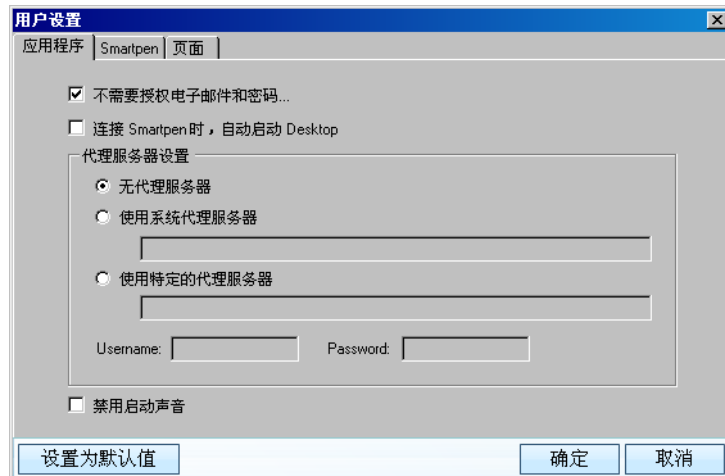 用户设置
应用程序 Smartpen 页面
不需要授权电子邮件和密码...
连接 Smartpen 时，自动启动 Desktop
代理服务器设置
无代理服务器
使用系统代理服务器
使用特定的代理服务器
Username: Password:
禁用启动声音
设置为默认值 确定 取消